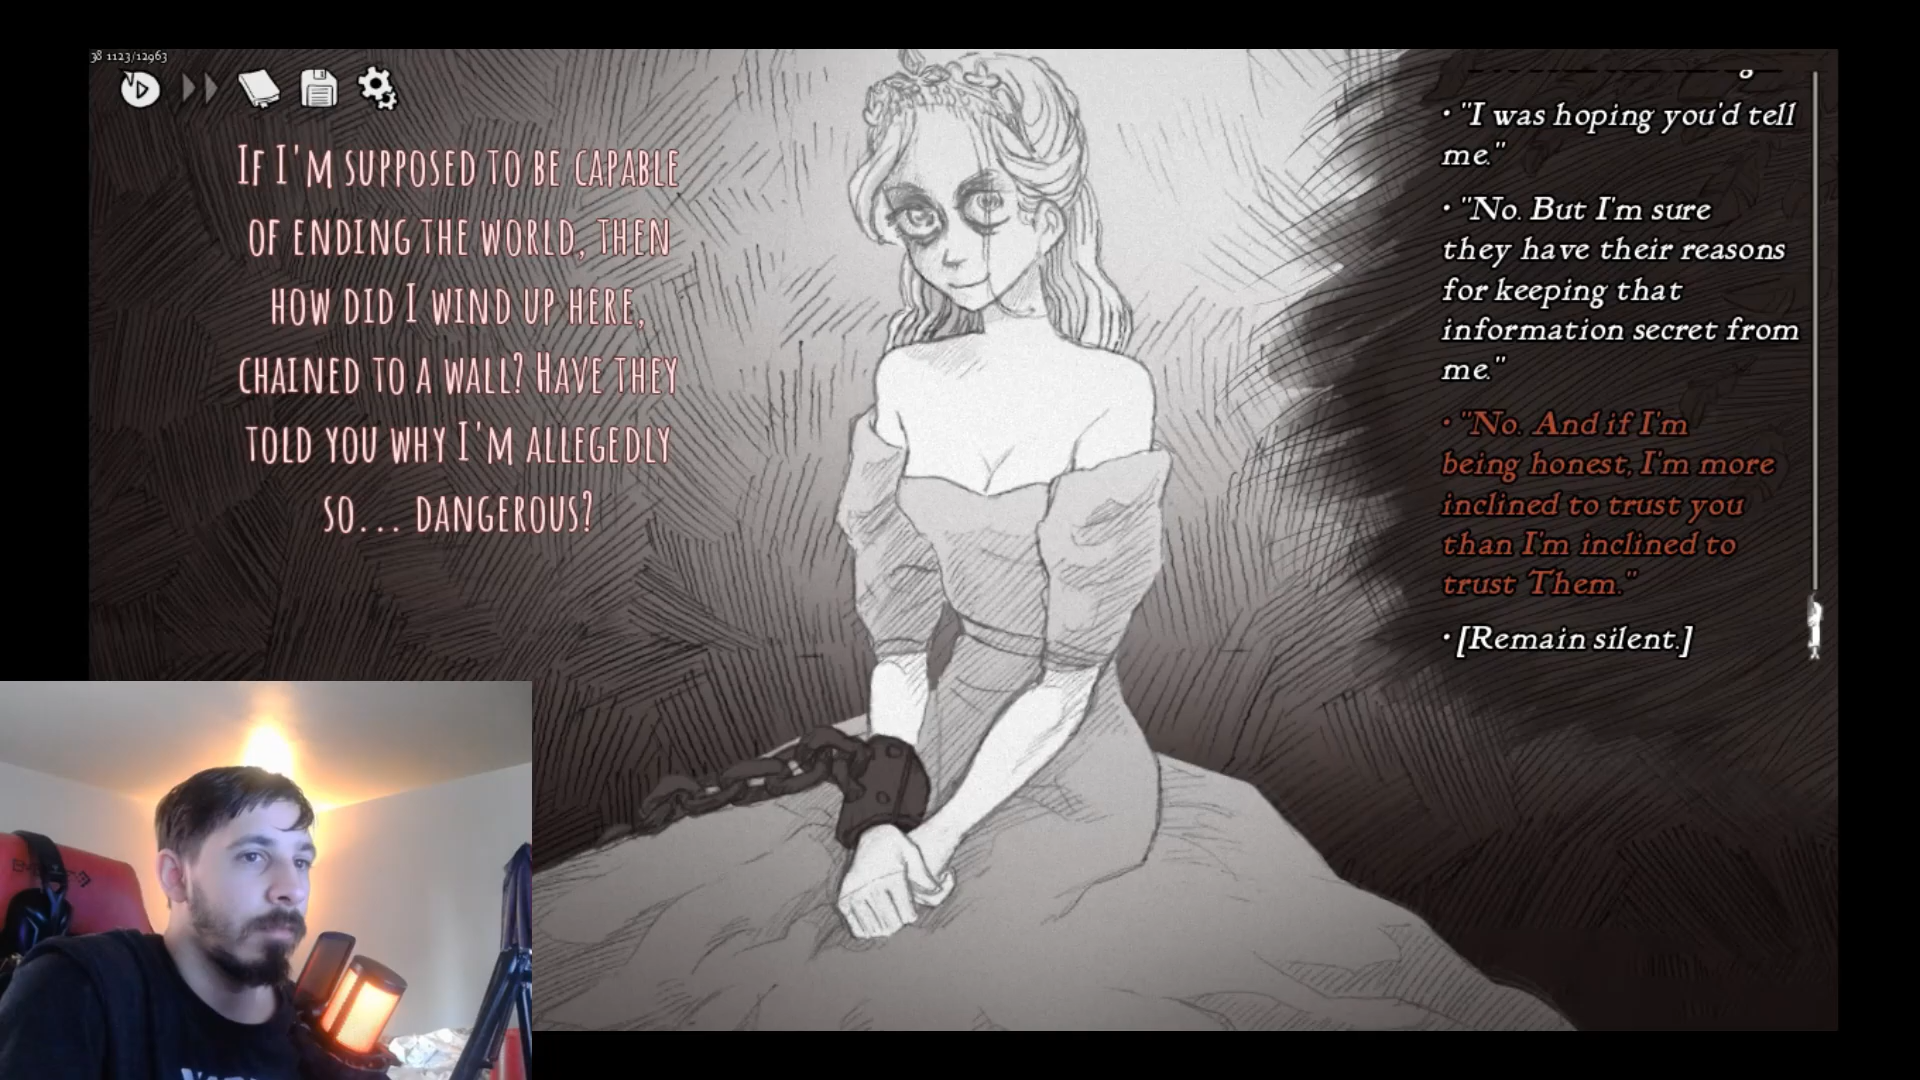 38 1123/12963
IF I'M SUPPOSED TO BE CAPABLE
OF ENDING THE WORLD, THEN
HOW DID I WIND UP HERE,
CHAINED TO A WALL? HAVE THEY
TOLD YOU WHY I'M ALLEGEDLY
SO... DANGEROUS?
• "I was hoping you'd tell
me."
• "No. But I'm sure
they have their reasons
for keeping that
information secret from
me."
• "No. And if I'm
being honest, I'm more
inclined to trust you
than I'm inclined to
trust Them."
• [Remain silent.]